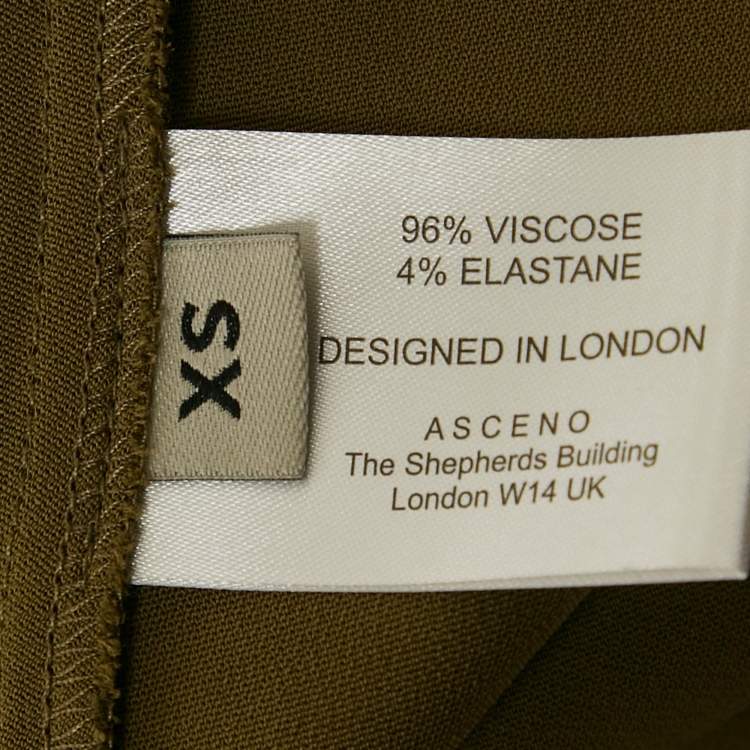 96% VISCOSE
4% ELASTANE
DESIGNED IN LONDON
ASCENO
The Shepherds Building
London W14 UK
XS